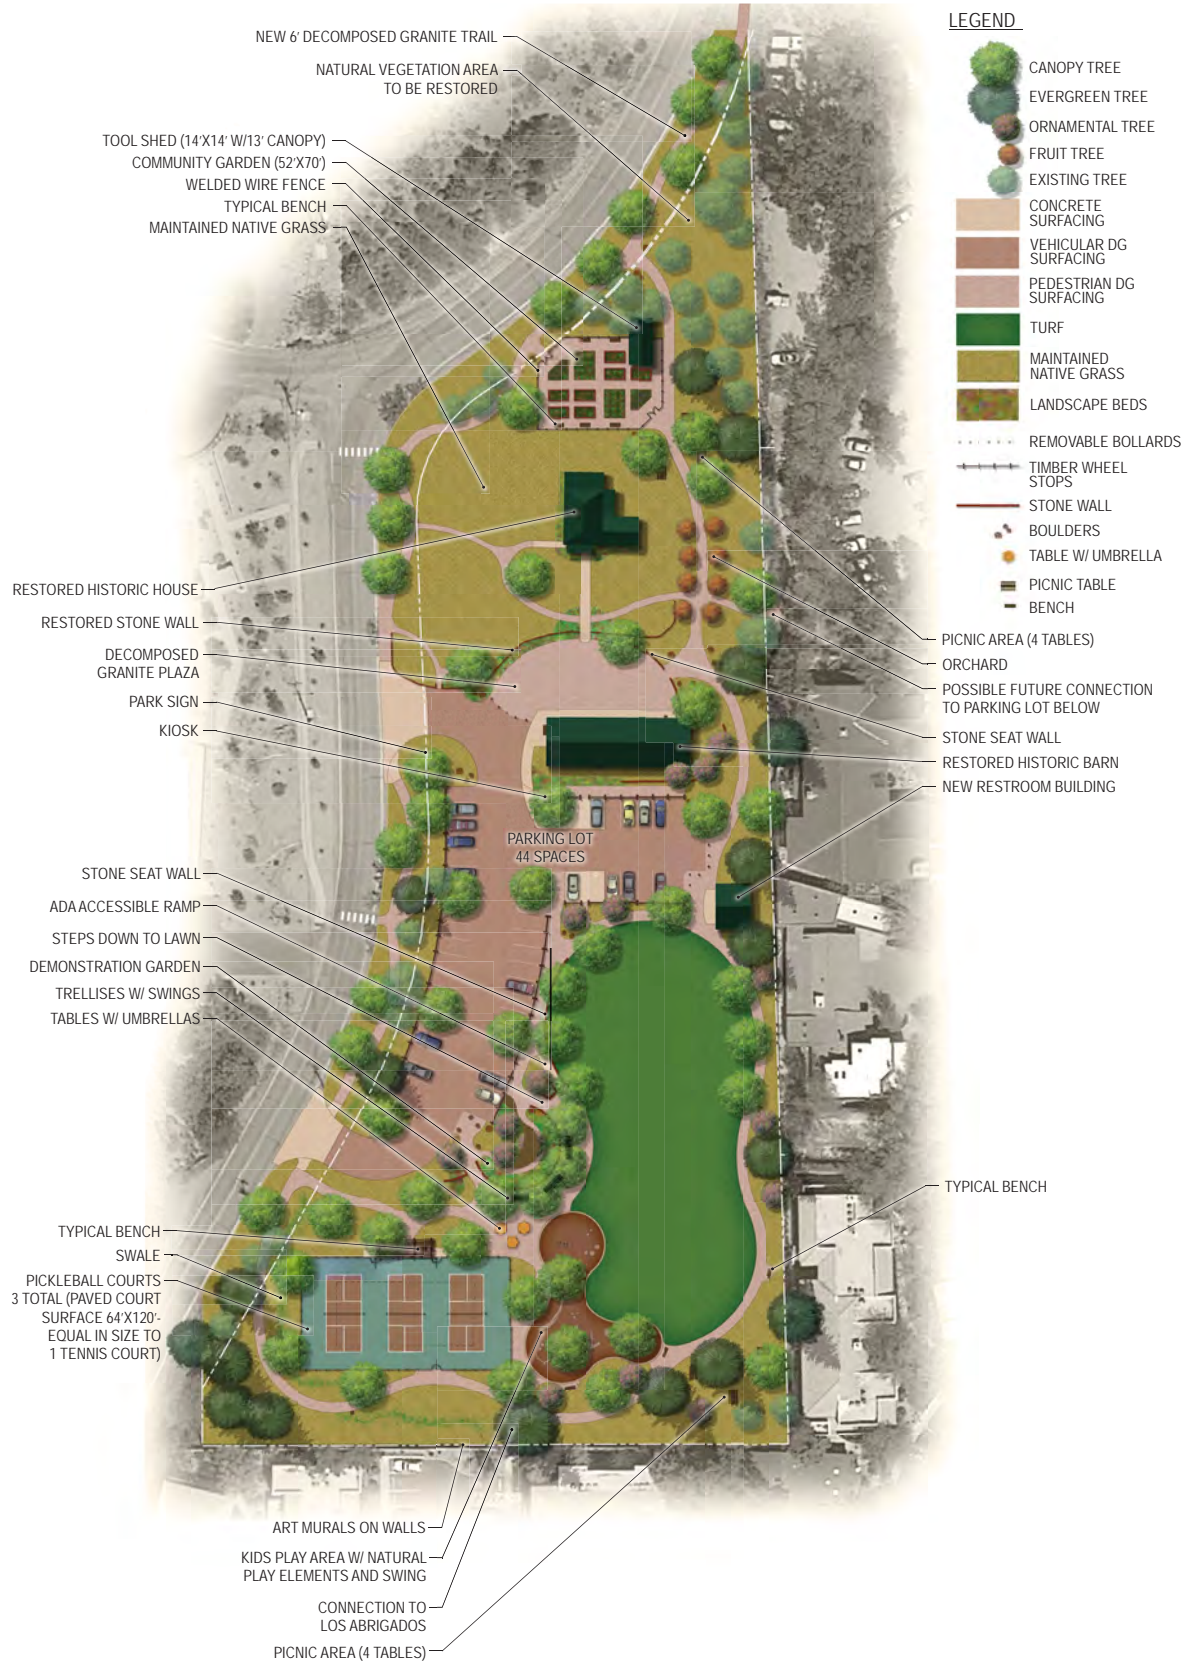 LEGEND
CANOPY TREE
EVERGREEN TREE
ORNAMENTAL TREE
FRUIT TREE
EXISTING TREE
CONCRETE
SURFACING
VEHICULAR DG
SURFACING
PEDESTRIAN DG
SURFACING
TURF
MAINTAINED
NATIVE GRASS
LANDSCAPE BEDS
REMOVABLE BOLLARDS
TIMBER WHEEL
STOPS
STONE WALL
BOULDERS
TABLE W/ UMBRELLA
PICNIC TABLE
BENCH
NEW 6' DECOMPOSED GRANITE TRAIL
NATURAL VEGETATION AREA
TO BE RESTORED
TOOL SHED (14'X14' W/13' CANOPY)
COMMUNITY GARDEN (52'X70')
WELDED WIRE FENCE
TYPICAL BENCH
MAINTAINED NATIVE GRASS
RESTORED HISTORIC HOUSE
RESTORED STONE WALL
DECOMPOSED
GRANITE PLAZA
PARK SIGN
KIOSK
PICNIC AREA (4 TABLES)
ORCHARD
POSSIBLE FUTURE CONNECTION
TO PARKING LOT BELOW
STONE SEAT WALL
RESTORED HISTORIC BARN
NEW RESTROOM BUILDING
PARKING LOT
44 SPACES
STONE SEAT WALL
ADA ACCESSIBLE RAMP
STEPS DOWN TO LAWN
DEMONSTRATION GARDEN
TRELLISES W/ SWINGS
TABLES W/ UMBRELLAS
TYPICAL BENCH
TYPICAL BENCH
SWALE
PICKLEBALL COURTS
3 TOTAL (PAVED COURT
SURFACE 64'X120'-
EQUAL IN SIZE TO
1 TENNIS COURT)
ART MURALS ON WALLS
KIDS PLAY AREA W/ NATURAL
PLAY ELEMENTS AND SWING
CONNECTION TO
LOS ABRIGADOS
PICNIC AREA (4 TABLES)